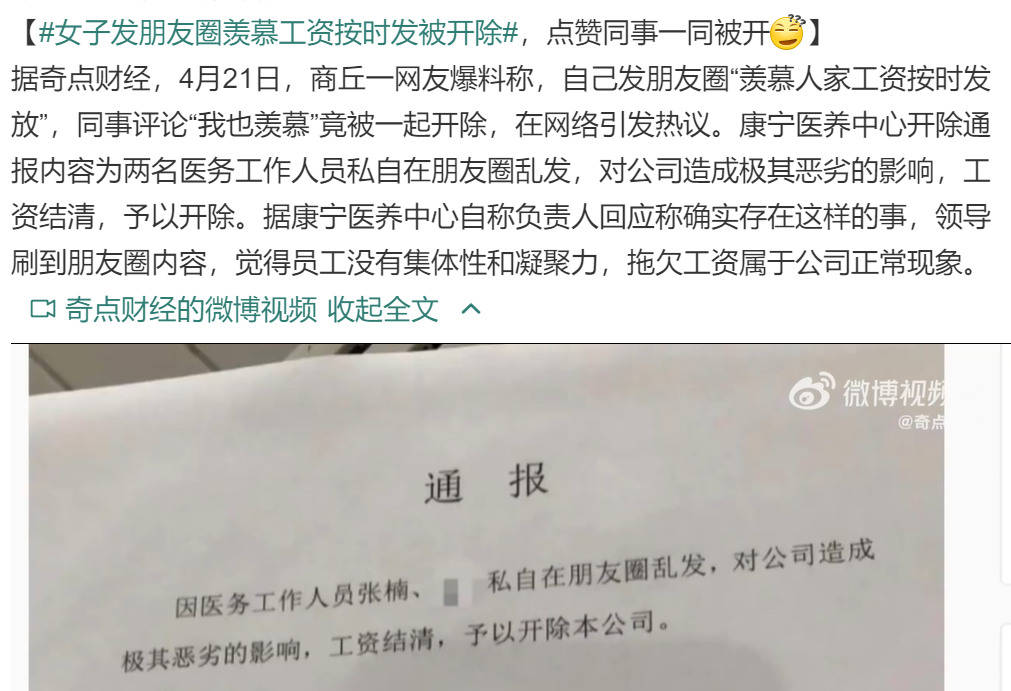 【#女子发朋友圈羡慕工资按时发被开除#，点赞同事一同被开】
据奇点财经，4月21日，商丘一网友爆料称，自己发朋友圈“羡慕人家工资按时发
放”，同事评论“我也羡慕”竟被一起开除，在网络引发热议。康宁医养中心开除通
报内容为两名医务工作人员私自在朋友圈乱发，对公司造成极其恶劣的影响，工
资结清，予以开除。据康宁医养中心自称负责人回应称确实存在这样的事，领导
刷到朋友圈内容，觉得员工没有集体性和凝聚力，拖欠工资属于公司正常现象。
奇点财经的微博视频 收起全文
微博视频
@奇点
通 报
因医务工作人员张楠、 私自在朋友圈乱发，对公司造成
极其恶劣的影响，工资结清，予以开除本公司。